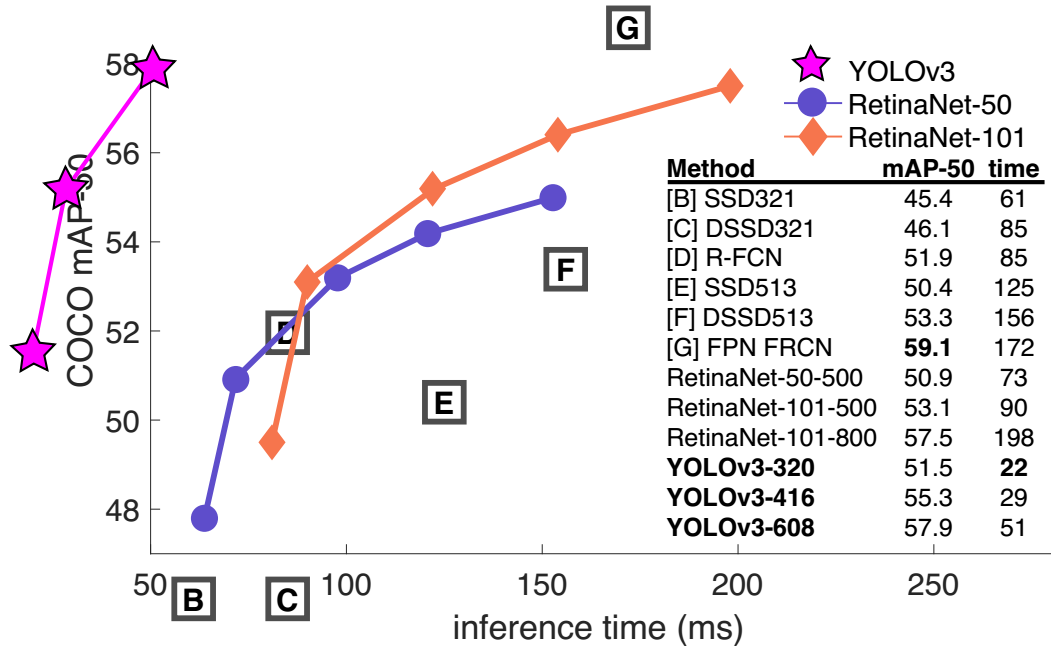 G
58
YOLOv3
RetinaNet-50
RetinaNet-101
56
COCO mAP-50
Method mAP-50 time
[B] SSD321 45.4 61
[C] DSSD321 46.1 85
54
[D] R-FCN 51.9 85
F
[E] SSD513 50.4 125
[F] DSSD513 53.3 156
52
D
[G] FPN FRCN 59.1 172
RetinaNet-50-500 50.9 73
E
RetinaNet-101-500 53.1 90
50
RetinaNet-101-800 57.5 198
YOLOv3-320 51.5 22
YOLOv3-416 55.3 29
48
YOLOv3-608 57.9 51
50 100 150 200 250
B C
inference time (ms)